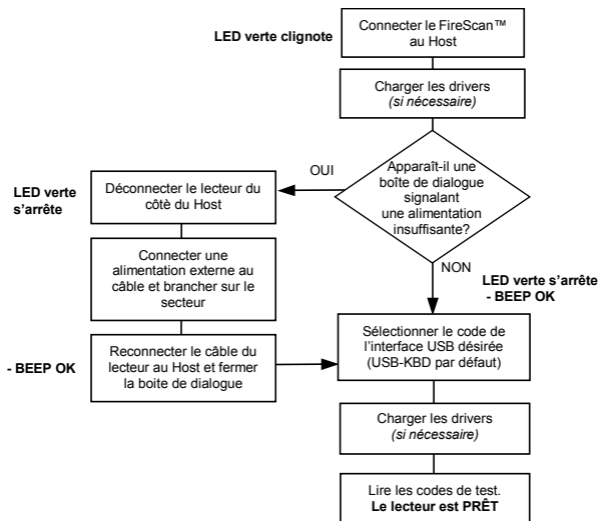 LED verte clignote
Connecter le FireScan™
au Host
Charger les drivers
(si nécessaire)
Apparaît-il une
boîte de dialogue
signalant
une alimentation
insuffisante?
OUI
LED verte
s'arrête
Déconnecter le lecteur du
côtè du Host
Connecter une
alimentation externe au
câble et brancher sur le
secteur
- BEEP OK
Reconnecter le câble du
lecteur au Host et fermer
la boite de dialogue
NON
LED verte s'arrête
- BEEP OK
Sélectionner le code de
l'interface USB désirée
(USB-KBD par défaut)
Charger les drivers
(si nécessaire)
Lire les codes de test.
Le lecteur est PRÊT